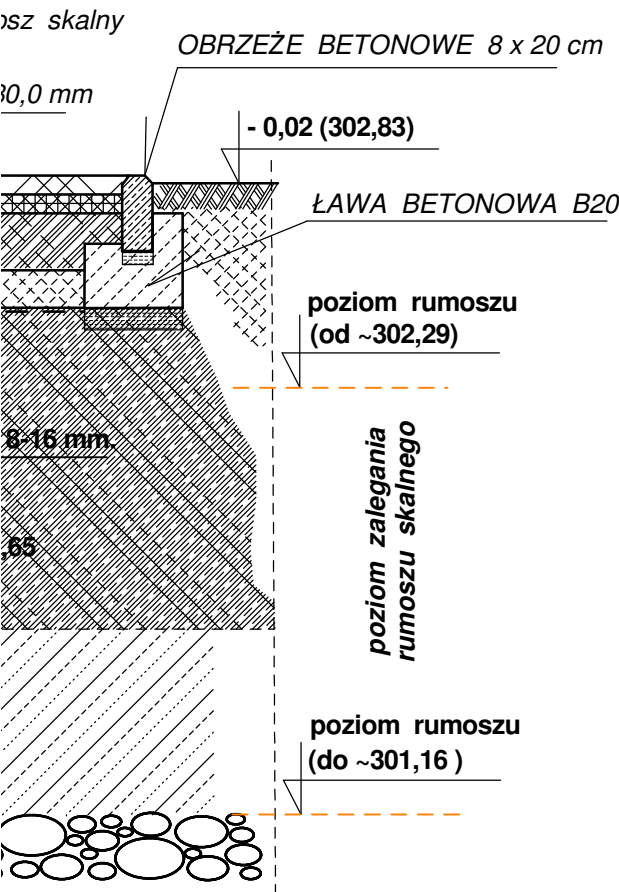 osz skalny
OBRZEŻE BETONOWE 8 x 20 cm
30,0 mm
- 0,02 (302,83)
ŁAWA BETONOWA B20
poziom rumoszu
(od ~302,29)
8-16 mm.
poziom zalegania
rumoszu skalnego
,65
poziom rumoszu
(do ~301,16 )